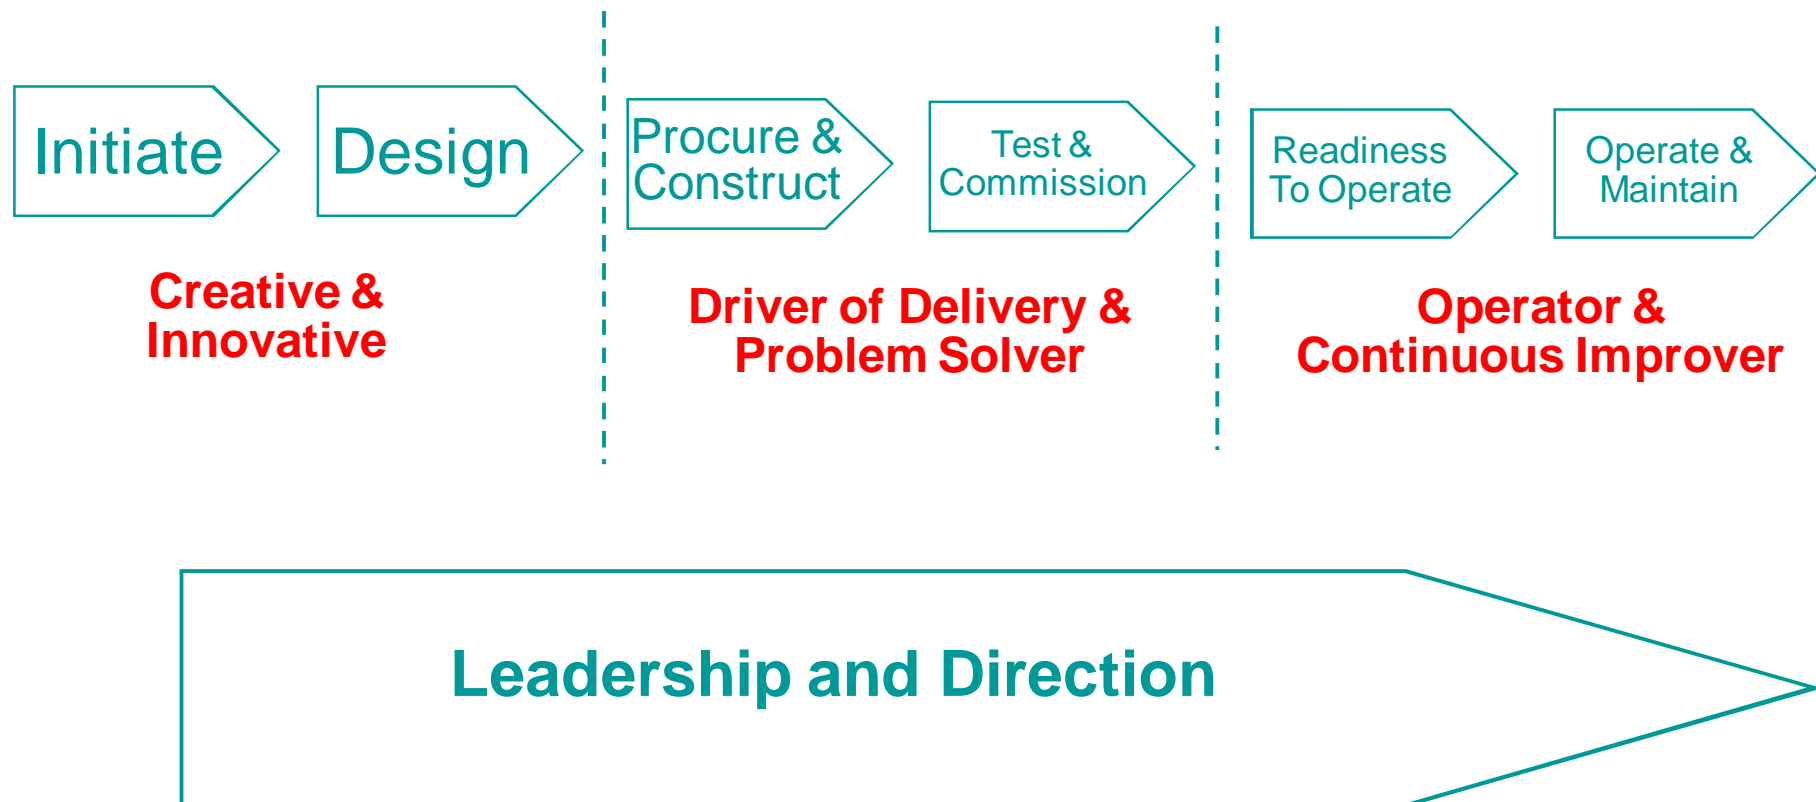 Initiate
Design
Procure &
Construct
Test &
Commission
Readiness
To Operate
Operate &
Maintain
Creative &
Innovative
Driver of Delivery &
Problem Solver
Operator &
Continuous Improver
Leadership and Direction